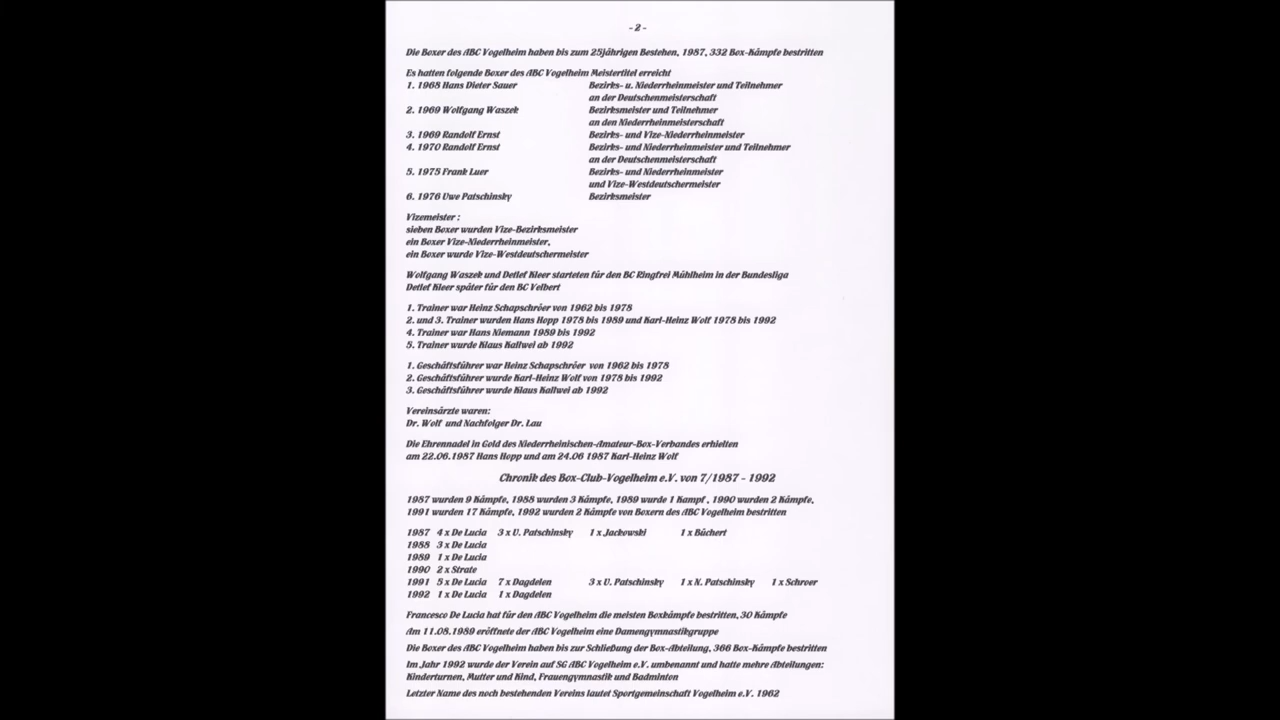 - 2 -
Die Boxer des ABC Vogelheim haben bis zum 25jährigen Bestehen, 1987, 332 Box-Kämpfe bestritten
Es hatten folgende Boxer des ABC Vogelheim Meistertitel erreicht
1. 1968 Hans Dieter Sauer Bezirks- u. Niederrheinmeister und Teilnehmer
an der Deutschenmeisterschaft
2. 1969 Wolfgang Waszek Bezirksmeister und Teilnehmer
an den Niederrheinmeisterschaft
3. 1969 Randolf Ernst Bezirks- und Vize-Niederrheinmeister
4. 1970 Randolf Ernst Bezirks- und Niederrheinmeister und Teilnehmer
an der Deutschenmeisterschaft
5. 1975 Frank Luer Bezirks- und Niederrheinmeister
und Vize-Westdeutschermeister
6. 1976 Uwe Patschinsky Bezirksmeister
Vizemeister :
sieben Boxer wurden Vize-Bezirksmeister
ein Boxer Vize-Niederrheinmeister,
ein Boxer wurde Vize-Westdeutschermeister
Wolfgang Waszek und Detlef Kleer starteten für den BC Ringfrei Mühlheim in der Bundesliga
Detlef Kleer später für den BC Velbert
1. Trainer war Heinz Schapschröer von 1962 bis 1978
2. und 3. Trainer wurden Hans Hopp 1978 bis 1989 und Karl-Heinz Wolf 1978 bis 1992
4. Trainer war Hans Niemann 1989 bis 1992
5. Trainer wurde Klaus Kallwei ab 1992
1. Geschäftsführer war Heinz Schapschröer von 1962 bis 1978
2. Geschäftsführer wurde Karl-Heinz Wolf von 1978 bis 1992
3. Geschäftsführer wurde Klaus Kallwei ab 1992
Vereinsärzte waren:
Dr. Wolf und Nachfolger Dr. Lau
Die Ehrennadel in Gold des Niederrheinischen-Amateur-Box-Verbandes erhielten
am 22.06.1987 Hans Hopp und am 24.06 1987 Karl-Heinz Wolf
Chronik des Box-Club-Vogelheim e.V. von 7/1987 - 1992
1987 wurden 9 Kämpfe, 1988 wurden 3 Kämpfe, 1989 wurde 1 Kampf , 1990 wurden 2 Kämpfe,
1991 wurden 17 Kämpfe, 1992 wurden 2 Kämpfe von Boxern des ABC Vogelheim bestritten
1987 4 x De Lucia 3 x U. Patschinsky 1 x Jackowski 1 x Büchert
1988 3 x De Lucia
1989 1 x De Lucia
1990 2 x Strate
1991 5 x De Lucia 7 x Dagdelen 3 x U. Patschinsky 1 x N. Patschinsky 1 x Schroer
1992 1 x De Lucia 1 x Dagdelen
Francesco De Lucia hat für den ABC Vogelheim die meisten Boxkämpfe bestritten, 30 Kämpfe
Am 11.08.1989 eröffnete der ABC Vogelheim eine Damengymnastikgruppe
Die Boxer des ABC Vogelheim haben bis zur Schließung der Box-Abteilung, 366 Box-Kämpfe bestritten
Im Jahr 1992 wurde der Verein auf SG ABC Vogelheim e.V. umbenannt und hatte mehre Abteilungen:
Kinderturnen, Mutter und Kind, Frauengymnastik und Badminton
Letzter Name des noch bestehenden Vereins lautet Sportgemeinschaft Vogelheim e.V. 1962